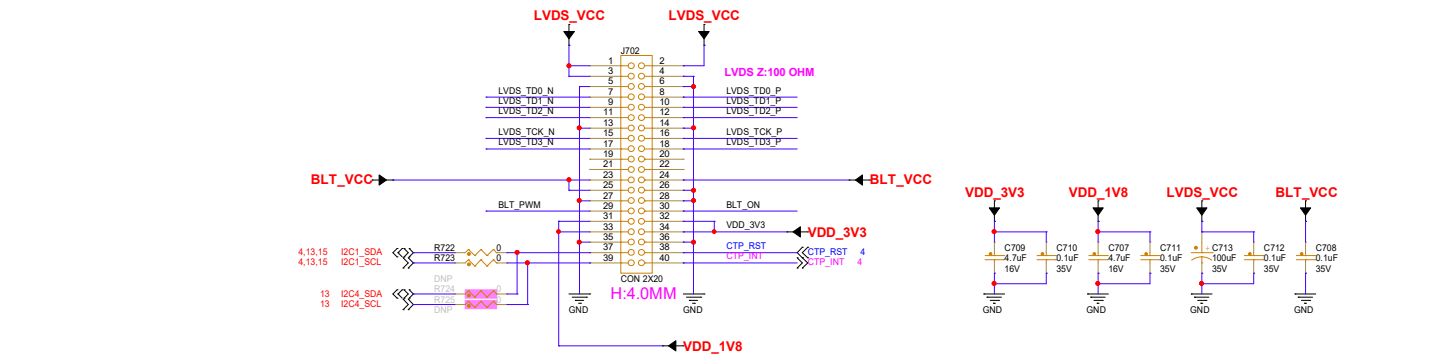 LVDS_VCC LVDS_VCC
J702
1 2
3 4
LVDS Z:100 OHM
5 6
LVDS_TD0_N 7 8 LVDS_TD0_P
LVDS_TD1_N 9 10 LVDS_TD1_P
LVDS_TD2_N 11 12 LVDS_TD2_P
13 14
LVDS_TCK_N 15 16 LVDS_TCK_P
LVDS_TD3_N 17 18 LVDS_TD3_P
19 20
21 22
BLT_VCC 23 24 BLT_VCC
25 26
27 28
BLT_PWM 29 30 BLT_ON
31 32
33 34 VDD_3V3 VDD_3V3
35 36
4,13,15 I2C1_SDA R722 0 37 38 CTP_RST CTP_RST 4
4,13,15 I2C1_SCL R723 0 39 40 CTP_INT CTP_INT 4
CON 2X20
DNP
13 I2C4_SDA R724 0
13 I2C4_SCL R725 0
DNP
H:4.0MM
GND GND
VDD_1V8
VDD_3V3 VDD_1V8 LVDS_VCC BLT_VCC
C709 C710 C707 C711 C713 C712 C708
4.7uF 0.1uF 4.7uF 0.1uF 100uF 0.1uF 0.1uF
16V 35V 16V 35V 35V 35V 35V
GND GND GND GND